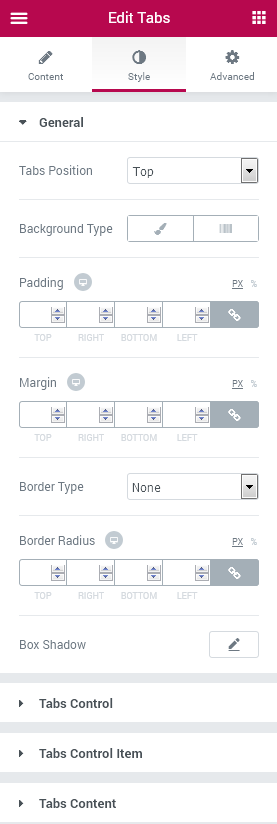 Edit Tabs
Content Style Advanced
General
Tabs Position Top
Background Type
Padding PX %
TOP RIGHT BOTTOM LEFT
Margin PX %
TOP RIGHT BOTTOM LEFT
Border Type None
Border Radius PX %
TOP RIGHT BOTTOM LEFT
Box Shadow
Tabs Control
Tabs Control Item
Tabs Content